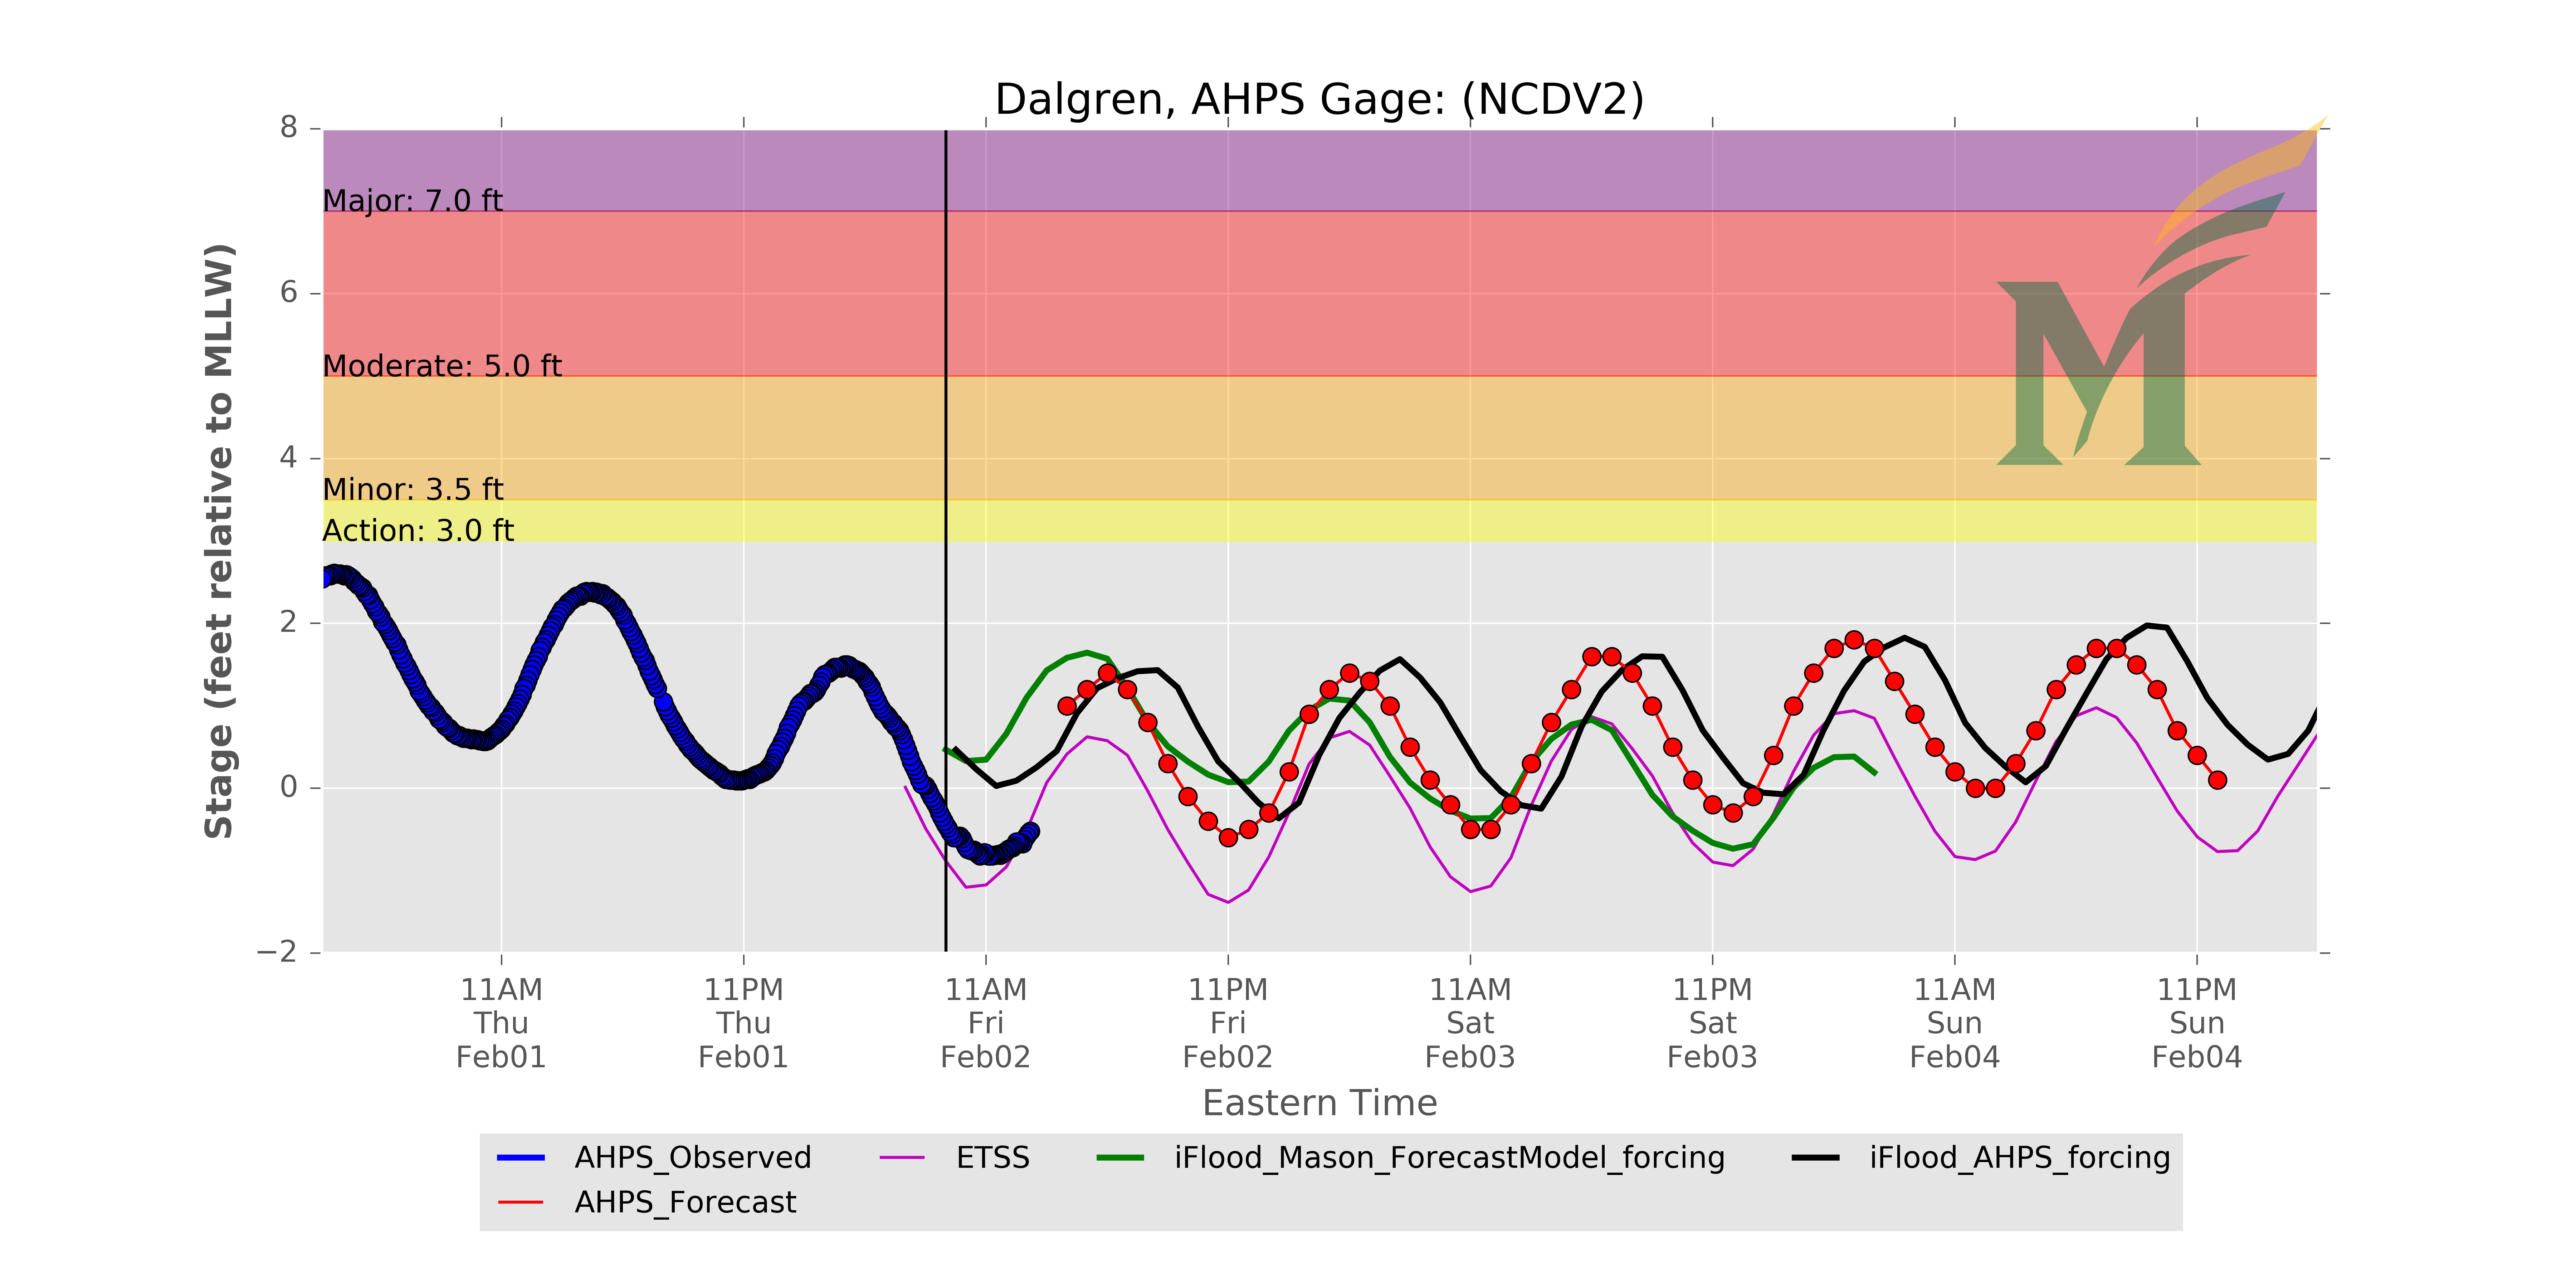 Dalgren, AHPS Gage: (NCDV2)
Stage (feet relative to MLLW)
8
6
4
2
0
−2
Major: 7.0 ft
Moderate: 5.0 ft
Minor: 3.5 ft
Action: 3.0 ft
M
11AM 11PM 11AM 11PM 11AM 11PM 11AM 11PM
Thu Thu Fri Fri Sat Sat Sun Sun
Feb01 Feb01 Feb02 Feb02 Feb03 Feb03 Feb04 Feb04
Eastern Time
AHPS_Observed ETSS iFlood_Mason_ForecastModel_forcing iFlood_AHPS_forcing
AHPS_Forecast